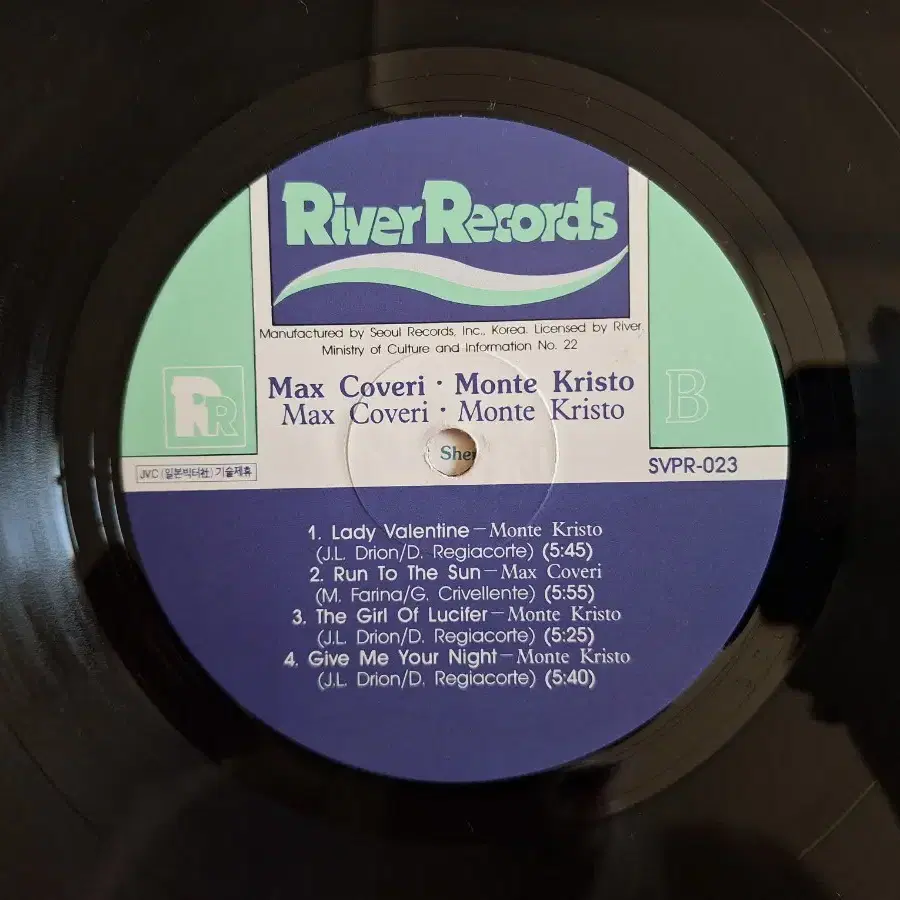 River Records
Manufactured by Seoul Records, Inc., Korea. Licensed by River
Ministry of Culture and Information No. 22
Max Coveri · Monte Kristo
Max Coveri · Monte Kristo
RR
B
She
JVC (일본빅터社) 기술제휴
SVPR-023
1. Lady Valentine—Monte Kristo
(J.L. Drion/D. Regiacorte) (5:45)
2. Run To The Sun—Max Coveri
(M. Farina/G. Crivellente) (5:55)
3. The Girl Of Lucifer—Monte Kristo
(J.L. Drion/D. Regiacorte) (5:25)
4. Give Me Your Night—Monte Kristo
(J.L. Drion/D. Regiacorte) (5:40)